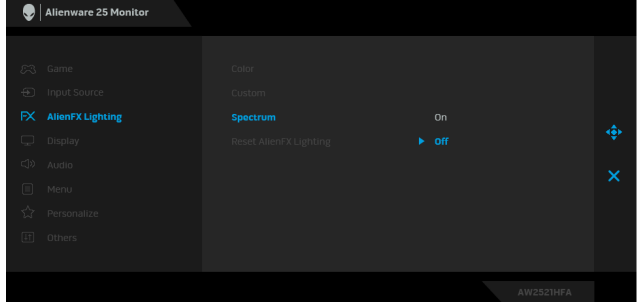 Alienware 25 Monitor
Game
Color
Input Source
Custom
AlienFX Lighting
Spectrum
On
Display
Reset AlienFX Lighting
Off
Audio
Menu
Personalize
Others
AW2521HFA